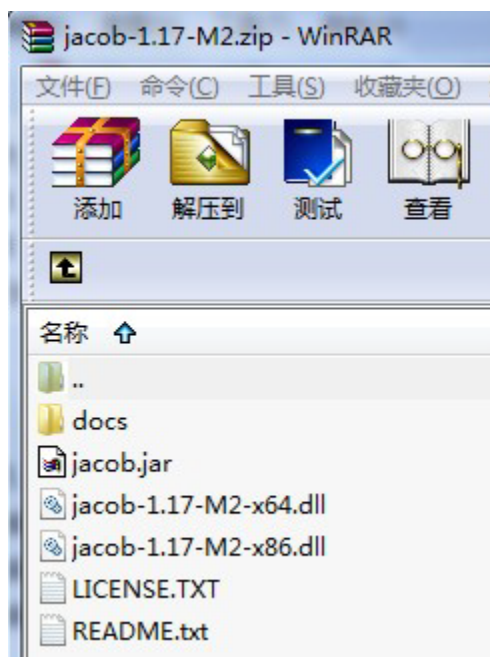 jacob-1.17-M2.zip - WinRAR
文件(F) 命令(C) 工具(S) 收藏夹(O)
添加 解压到 测试 查看
名称
..
docs
jacob.jar
jacob-1.17-M2-x64.dll
jacob-1.17-M2-x86.dll
LICENSE.TXT
README.txt